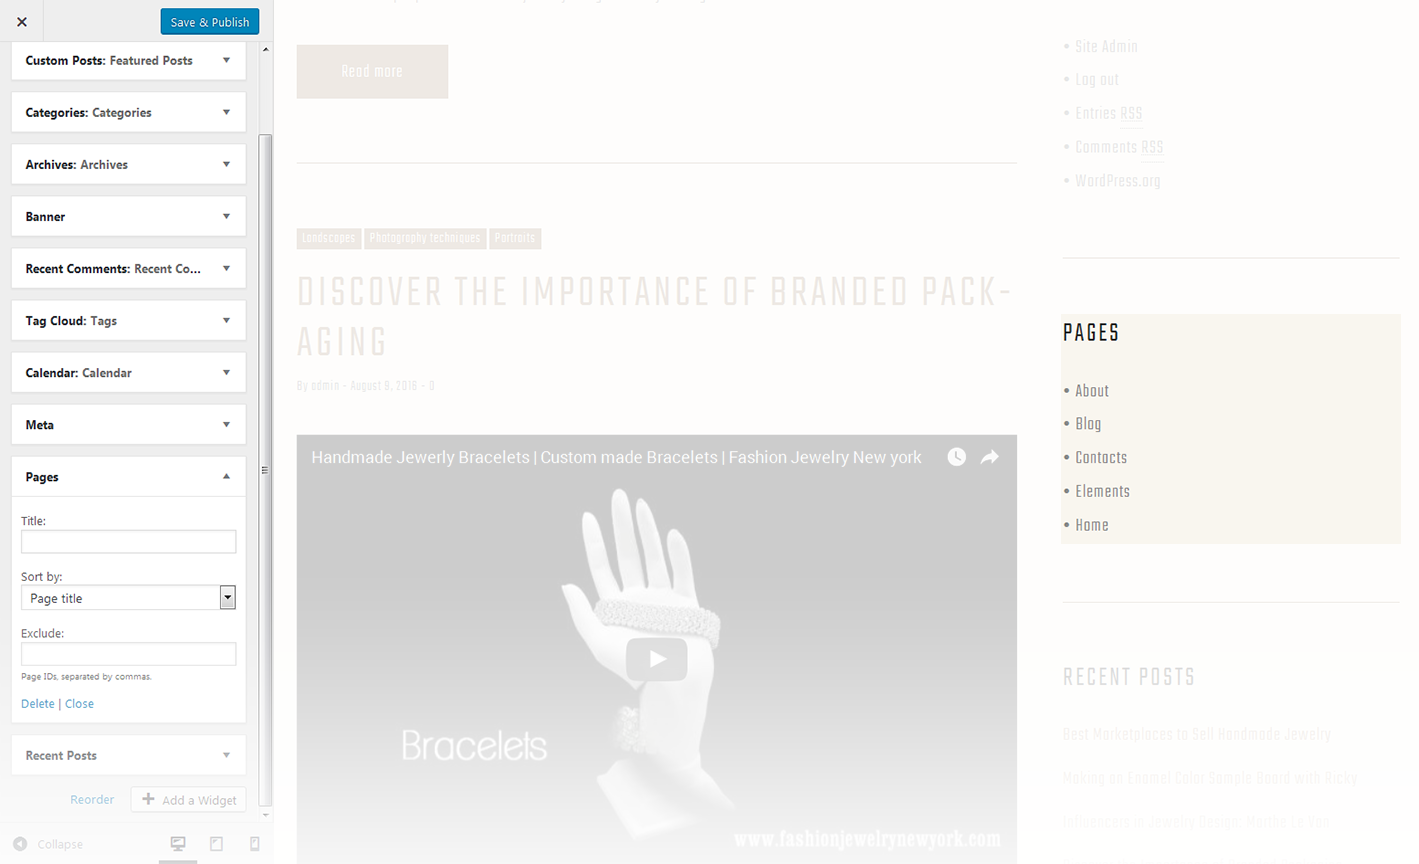 ×
Save & Publish
Custom Posts: Featured Posts
Categories: Categories
Archives: Archives
Banner
Recent Comments: Recent Co...
Tag Cloud: Tags
Calendar: Calendar
Meta
Pages
Title:
Sort by:
Page title
Exclude:
Page IDs, separated by commas.
Delete | Close
Recent Posts
Reorder
Add a Widget
Collapse
Read more
Landscapes Photography techniques Portraits
DISCOVER THE IMPORTANCE OF BRANDED PACK-
AGING
By admin - August 9, 2016 - 0
Handmade Jewerly Bracelets | Custom made Bracelets | Fashion Jewelry New york
Bracelets
www.fashionjewelrynewyork.com
• Site Admin
• Log out
• Entries RSS
• Comments RSS
• WordPress.org
PAGES
• About
• Blog
• Contacts
• Elements
• Home
RECENT POSTS
Best Marketplaces to Sell Handmade Jewelry
Making an Enamel Color Sample Board with Ricky
Influencers in Jewelry Design: Martha Le Van